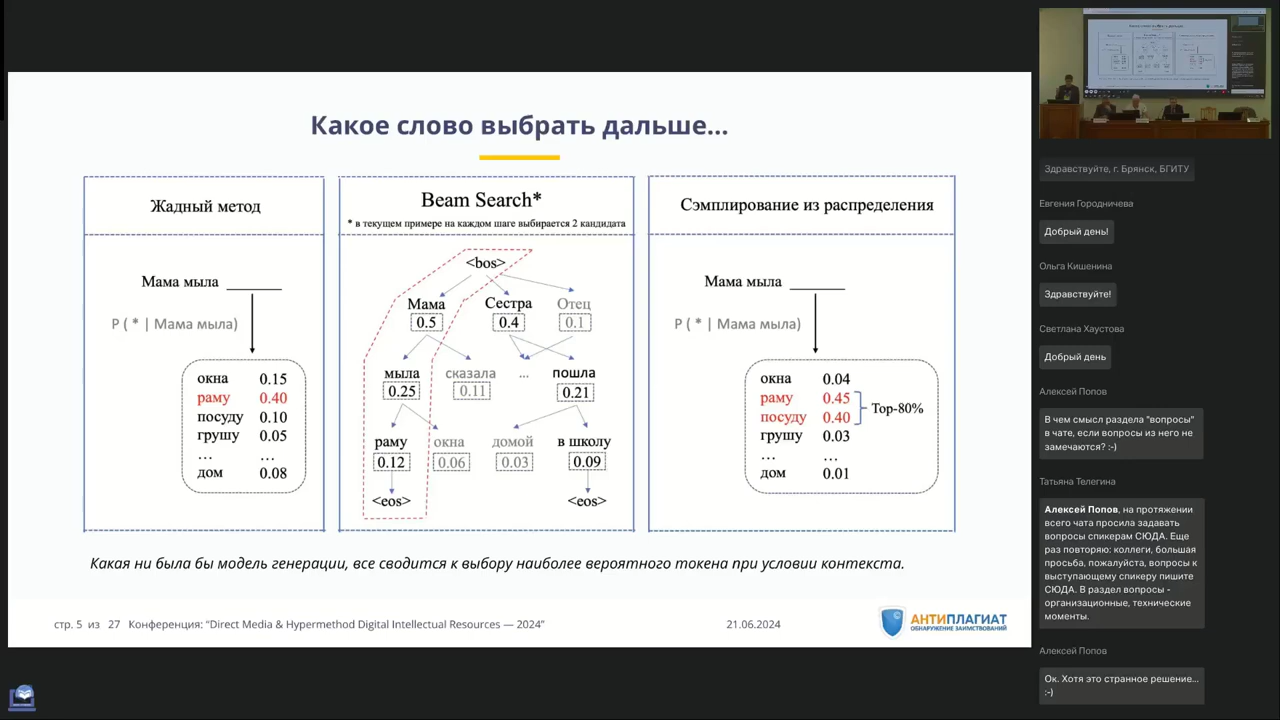 Какое слово выбрать дальше...
Жадный метод
Мама мыла ______
P ( * | Мама мыла)
окна 0.15
раму 0.40
посуду 0.10
грушу 0.05
... ...
дом 0.08
Beam Search*
* в текущем примере на каждом шаге выбирается 2 кандидата
<bos>
Мама Сестра Отец
0.5 0.4 0.1
мыла сказала ... пошла
0.25 0.11 0.21
раму окна домой в школу
0.12 0.06 0.03 0.09
<eos> <eos>
Сэмплирование из распределения
Мама мыла ______
P ( * | Мама мыла)
окна 0.04
раму 0.45
посуду 0.40
Top-80%
грушу 0.03
... ...
дом 0.01
Какая ни была бы модель генерации, все сводится к выбору наиболее вероятного токена при условии контекста.
стр. 5 из 27 Конференция: “Direct Media & Hypermethod Digital Intellectual Resources — 2024” 21.06.2024
АНТИПЛАГИАТ
ОБНАРУЖЕНИЕ ЗАИМСТВОВАНИЙ
Здравствуйте, г. Брянск, БГИТУ
Евгения Городничева
Добрый день!
Ольга Кишенина
Здравствуйте!
Светлана Хаустова
Добрый день
Алексей Попов
В чем смысл раздела "вопросы"
в чате, если вопросы из него не
замечаются? :-)
Татьяна Телегина
Алексей Попов, на протяжении
всего чата просила задавать
вопросы спикерам СЮДА. Еще
раз повторяю: коллеги, большая
просьба, пожалуйста, вопросы к
выступающему спикеру пишите
СЮДА. В раздел вопросы -
организационные, технические
моменты.
Алексей Попов
Ок. Хотя это странное решение...
:-)